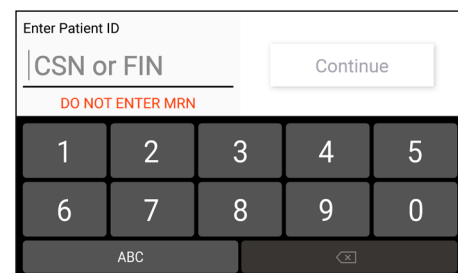 Enter Patient ID
CSN or FIN
Continue
DO NOT ENTER MRN
1 2 3 4 5
6 7 8 9 0
ABC